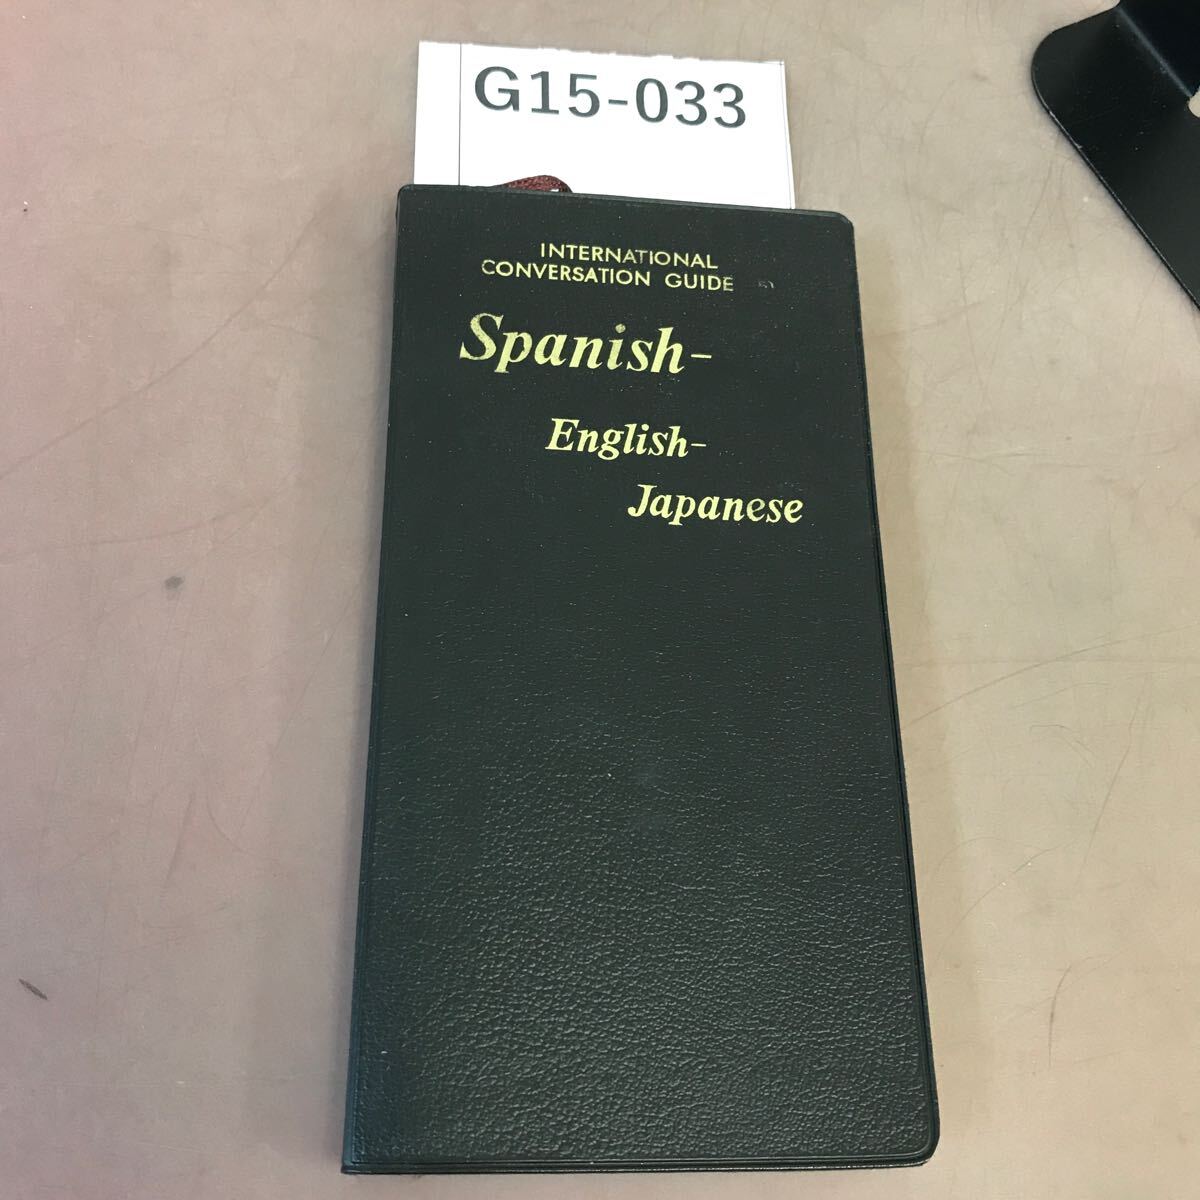 G15-033
INTERNATIONAL
CONVERSATION GUIDE
Spanish-
English-
Japanese